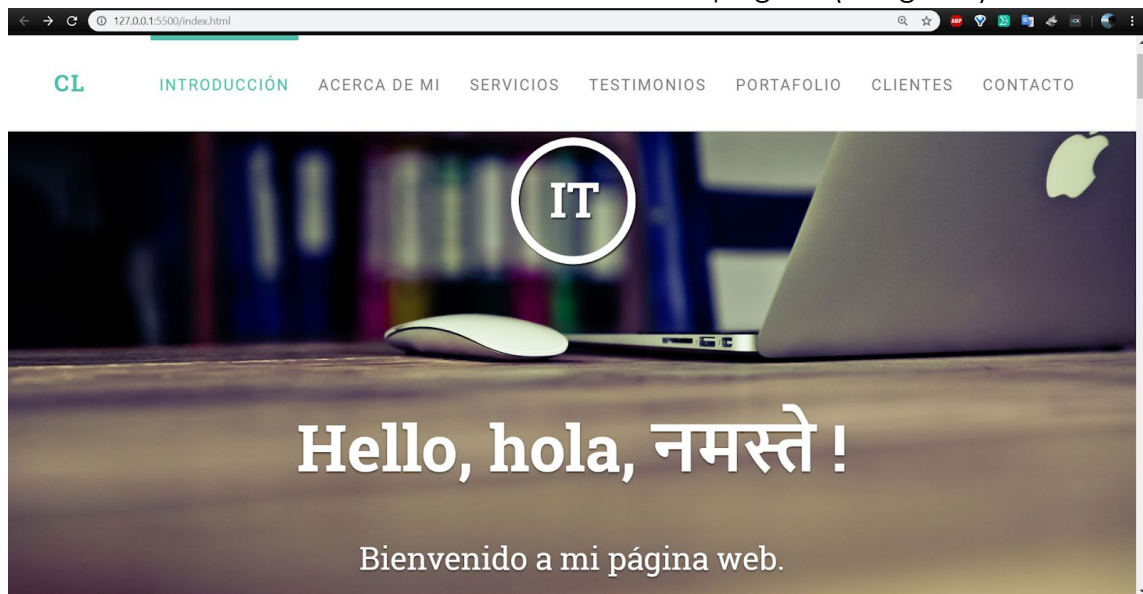 127.0.0.1:5500/index.html
CL INTRODUCCIÓN ACERCA DE MI SERVICIOS TESTIMONIOS PORTAFOLIO CLIENTES CONTACTO
IT
Hello, hola, नमस्ते !
Bienvenido a mi página web.